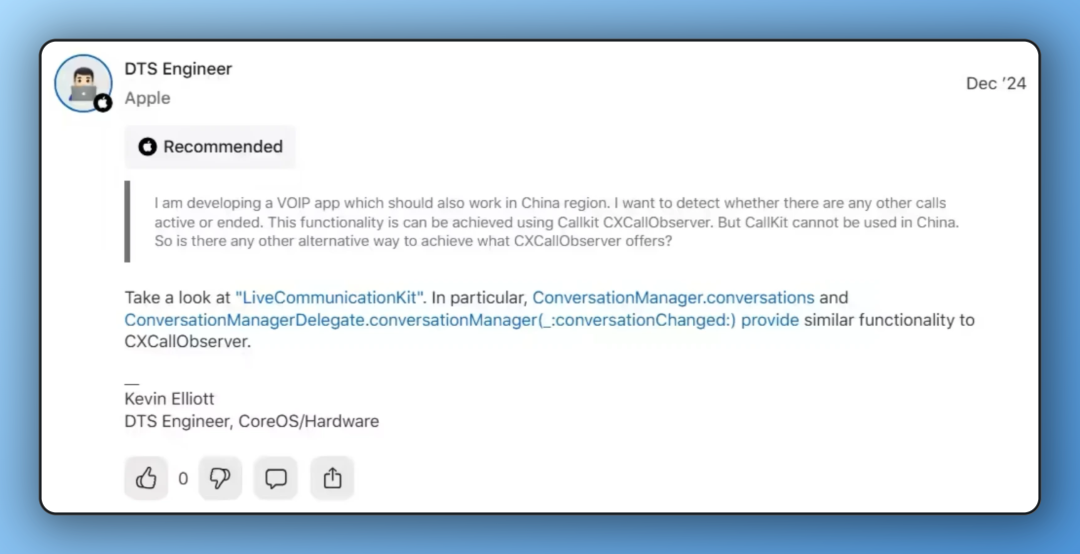 DTS Engineer
Apple
Dec ’24
Recommended
I am developing a VOIP app which should also work in China region. I want to detect whether there are any other calls
active or ended. This functionality is can be achieved using Callkit CXCallObserver. But CallKit cannot be used in China.
So is there any other alternative way to achieve what CXCallObserver offers?
Take a look at "LiveCommunicationKit". In particular, ConversationManager.conversations and
ConversationManagerDelegate.conversationManager(_:conversationChanged:) provide similar functionality to
CXCallObserver.
—
Kevin Elliott
DTS Engineer, CoreOS/Hardware
0